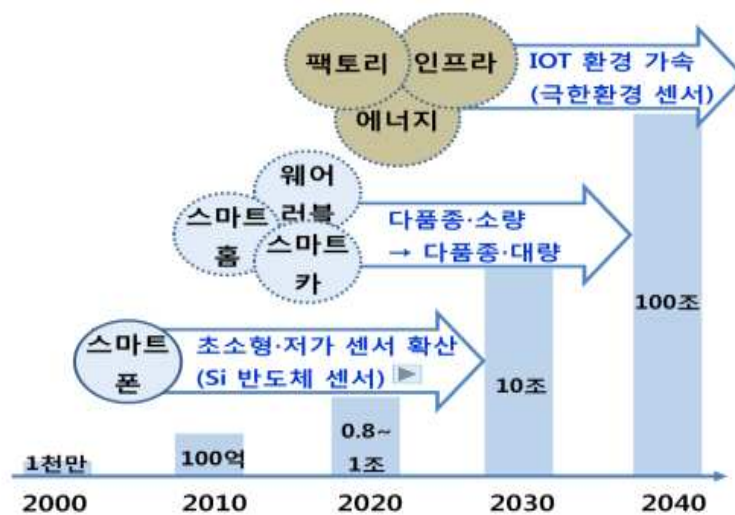 팩토리
인프라
에너지
IOT 환경 가속
(극한환경 센서)
웨어
러블
스마트
홈
스마트
카
다품종·소량
→ 다품종·대량
스마트
폰
초소형·저가 센서 확산
(Si 반도체 센서)
1천만
100억
0.8~
1조
10조
100조
2000 2010 2020 2030 2040